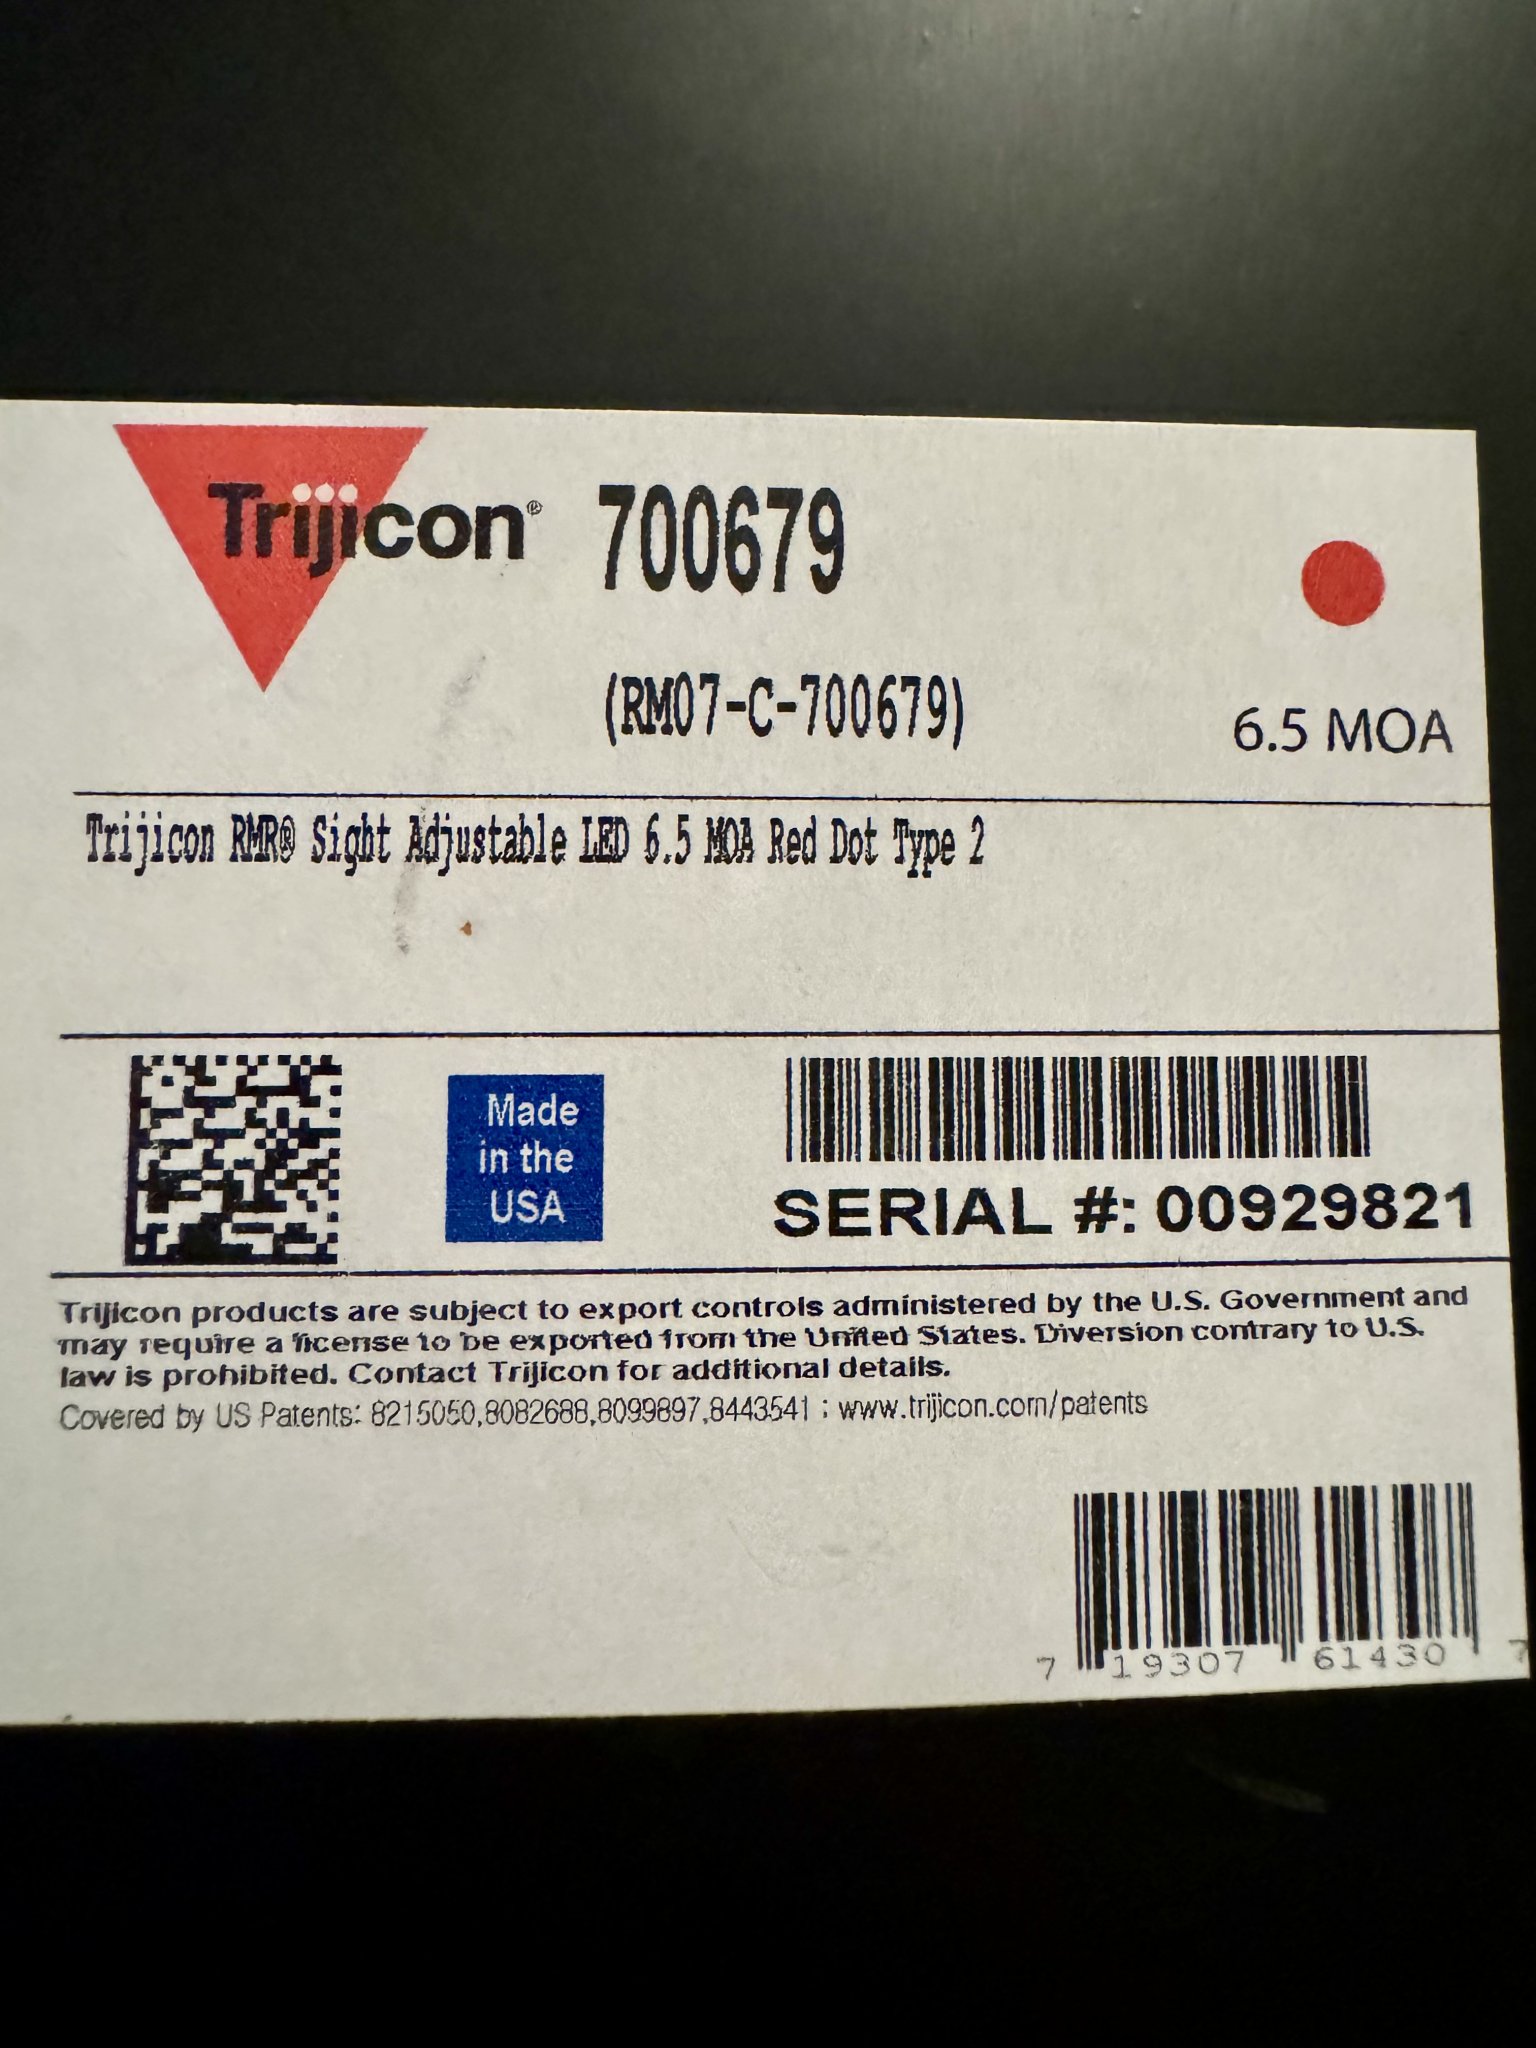 Trijicon® 700679
(RM07-C-700679)
6.5 MOA
Trijicon RMR® Sight Adjustable LED 6.5 MOA Red Dot Type 2
Made
in the
USA
SERIAL #: 00929821
Trijicon products are subject to export controls administered by the U.S. Government and
may require a license to be exported from the United States. Diversion contrary to U.S.
law is prohibited. Contact Trijicon for additional details.
Covered by US Patents: 8215050,8082688,8099897,8443541 ; www.trijicon.com/patents
7 19307 61430 7